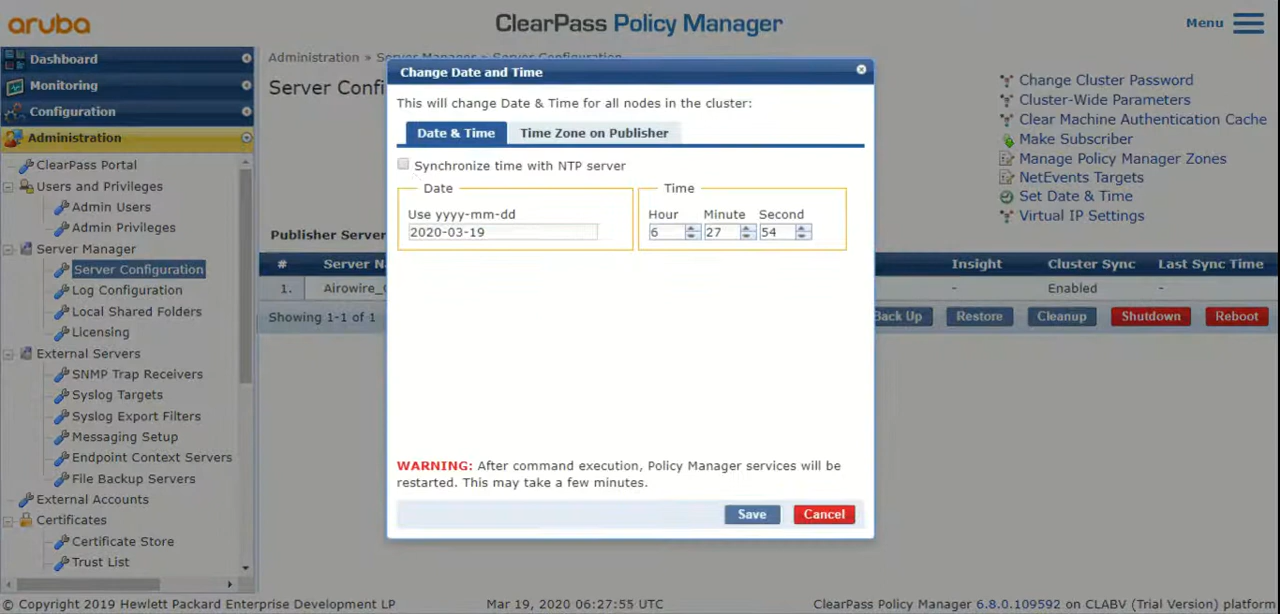 aruba
ClearPass Policy Manager
Menu
Dashboard
Monitoring
Configuration
Administration
ClearPass Portal
Users and Privileges
Admin Users
Admin Privileges
Server Manager
Server Configuration
Log Configuration
Local Shared Folders
Licensing
External Servers
SNMP Trap Receivers
Syslog Targets
Syslog Export Filters
Messaging Setup
Endpoint Context Servers
File Backup Servers
External Accounts
Certificates
Certificate Store
Trust List
Administration » Server Manager » Server Configuration
Server Confi
Change Cluster Password
Cluster-Wide Parameters
Clear Machine Authentication Cache
Make Subscriber
Manage Policy Manager Zones
NetEvents Targets
Set Date & Time
Virtual IP Settings
Publisher Server
# Server N Insight Cluster Sync Last Sync Time
1. Airowire_ - Enabled -
Showing 1-1 of 1 Back Up Restore Cleanup Shutdown Reboot
Change Date and Time
This will change Date & Time for all nodes in the cluster:
Date & Time Time Zone on Publisher
Synchronize time with NTP server
Date Time
Use yyyy-mm-dd Hour Minute Second
2020-03-19 6 27 54
WARNING: After command execution, Policy Manager services will be
restarted. This may take a few minutes.
Save Cancel
© Copyright 2019 Hewlett Packard Enterprise Development LP Mar 19, 2020 06:27:55 UTC ClearPass Policy Manager 6.8.0.109592 on CLABV (Trial Version) platform